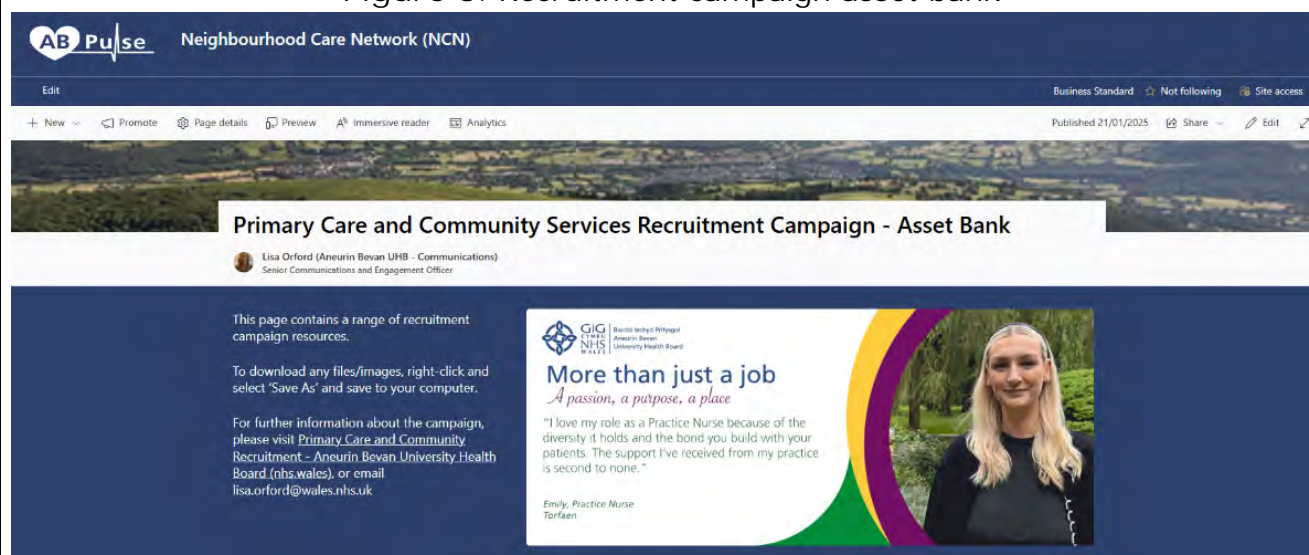 AB Pulse
Neighbourhood Care Network (NCN)
Edit
Business Standard Not following Site access
New Promote Page details Preview Immersive reader Analytics
Published 21/01/2025 Share Edit
Primary Care and Community Services Recruitment Campaign - Asset Bank
Lisa Orford (Aneurin Bevan UHB - Communications)
Senior Communications and Engagement Officer
This page contains a range of recruitment
campaign resources.
To download any files/images, right-click and
select 'Save As' and save to your computer.
For further information about the campaign,
please visit Primary Care and Community
Recruitment - Aneurin Bevan University Health
Board (nhs.wales), or email
lisa.orford@wales.nhs.uk
GIG
CYMRU
NHS
WALES
Bwrdd Iechyd Prifysgol
Aneurin Bevan
University Health Board
More than just a job
A passion, a purpose, a place
"I love my role as a Practice Nurse because of the
diversity it holds and the bond you build with your
patients. The support I've received from my practice
is second to none."
Emily, Practice Nurse
Torfaen